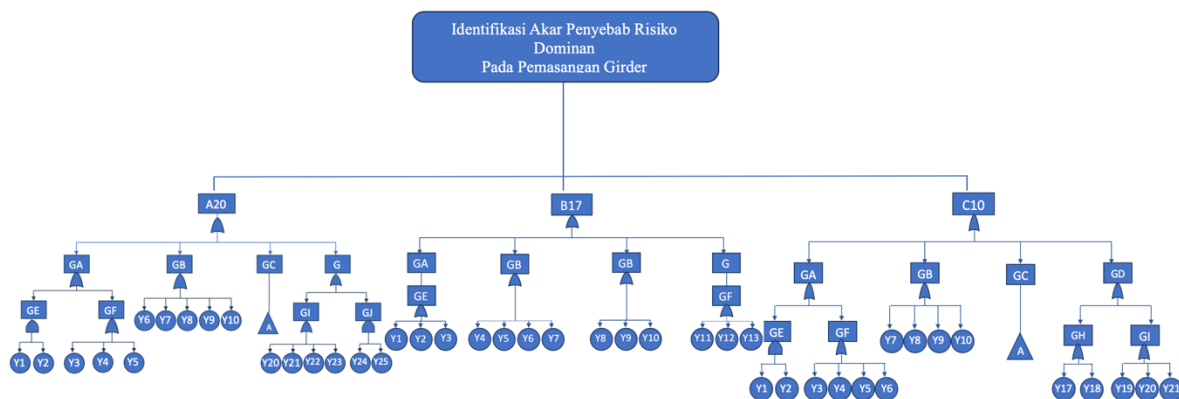 Identifikasi Akar Penyebab Risiko
Dominan
Pada Pemasangan Girder
A20 B17 C10
GA GB GC G GA GB GB G GA GB GC GD
GE GF GI GJ GE GF GE GF GH GI
Y6 Y7 Y8 Y9 Y10 A Y1 Y2 Y3 Y4 Y5 Y6 Y7 Y8 Y9 Y10 Y11 Y12 Y13 Y7 Y8 Y9 Y10 A
Y1 Y2 Y3 Y4 Y5 Y20 Y21 Y22 Y23 Y24 Y25 Y1 Y2 Y3 Y4 Y5 Y6 Y17 Y18 Y19 Y20 Y21